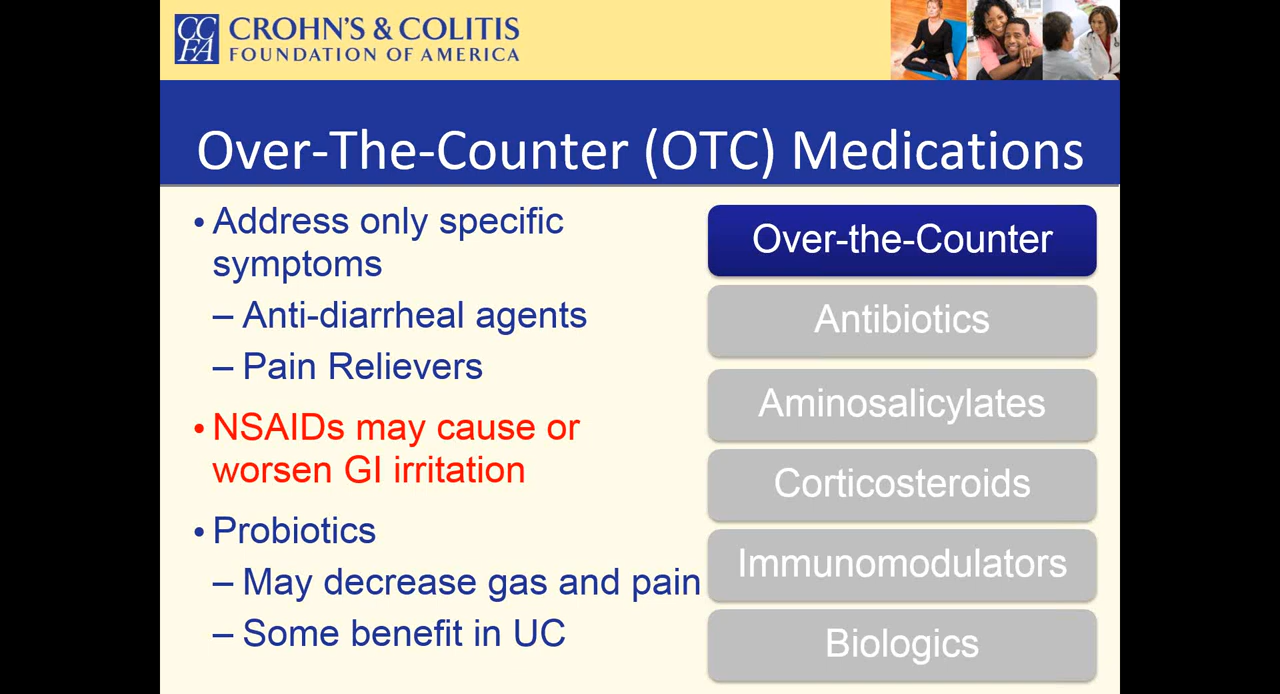 CCFA
CROHN'S & COLITIS
FOUNDATION OF AMERICA
Over-The-Counter (OTC) Medications
• Address only specific
symptoms
– Anti-diarrheal agents
– Pain Relievers
• NSAIDs may cause or
worsen GI irritation
• Probiotics
– May decrease gas and pain
– Some benefit in UC
Over-the-Counter
Antibiotics
Aminosalicylates
Corticosteroids
Immunomodulators
Biologics